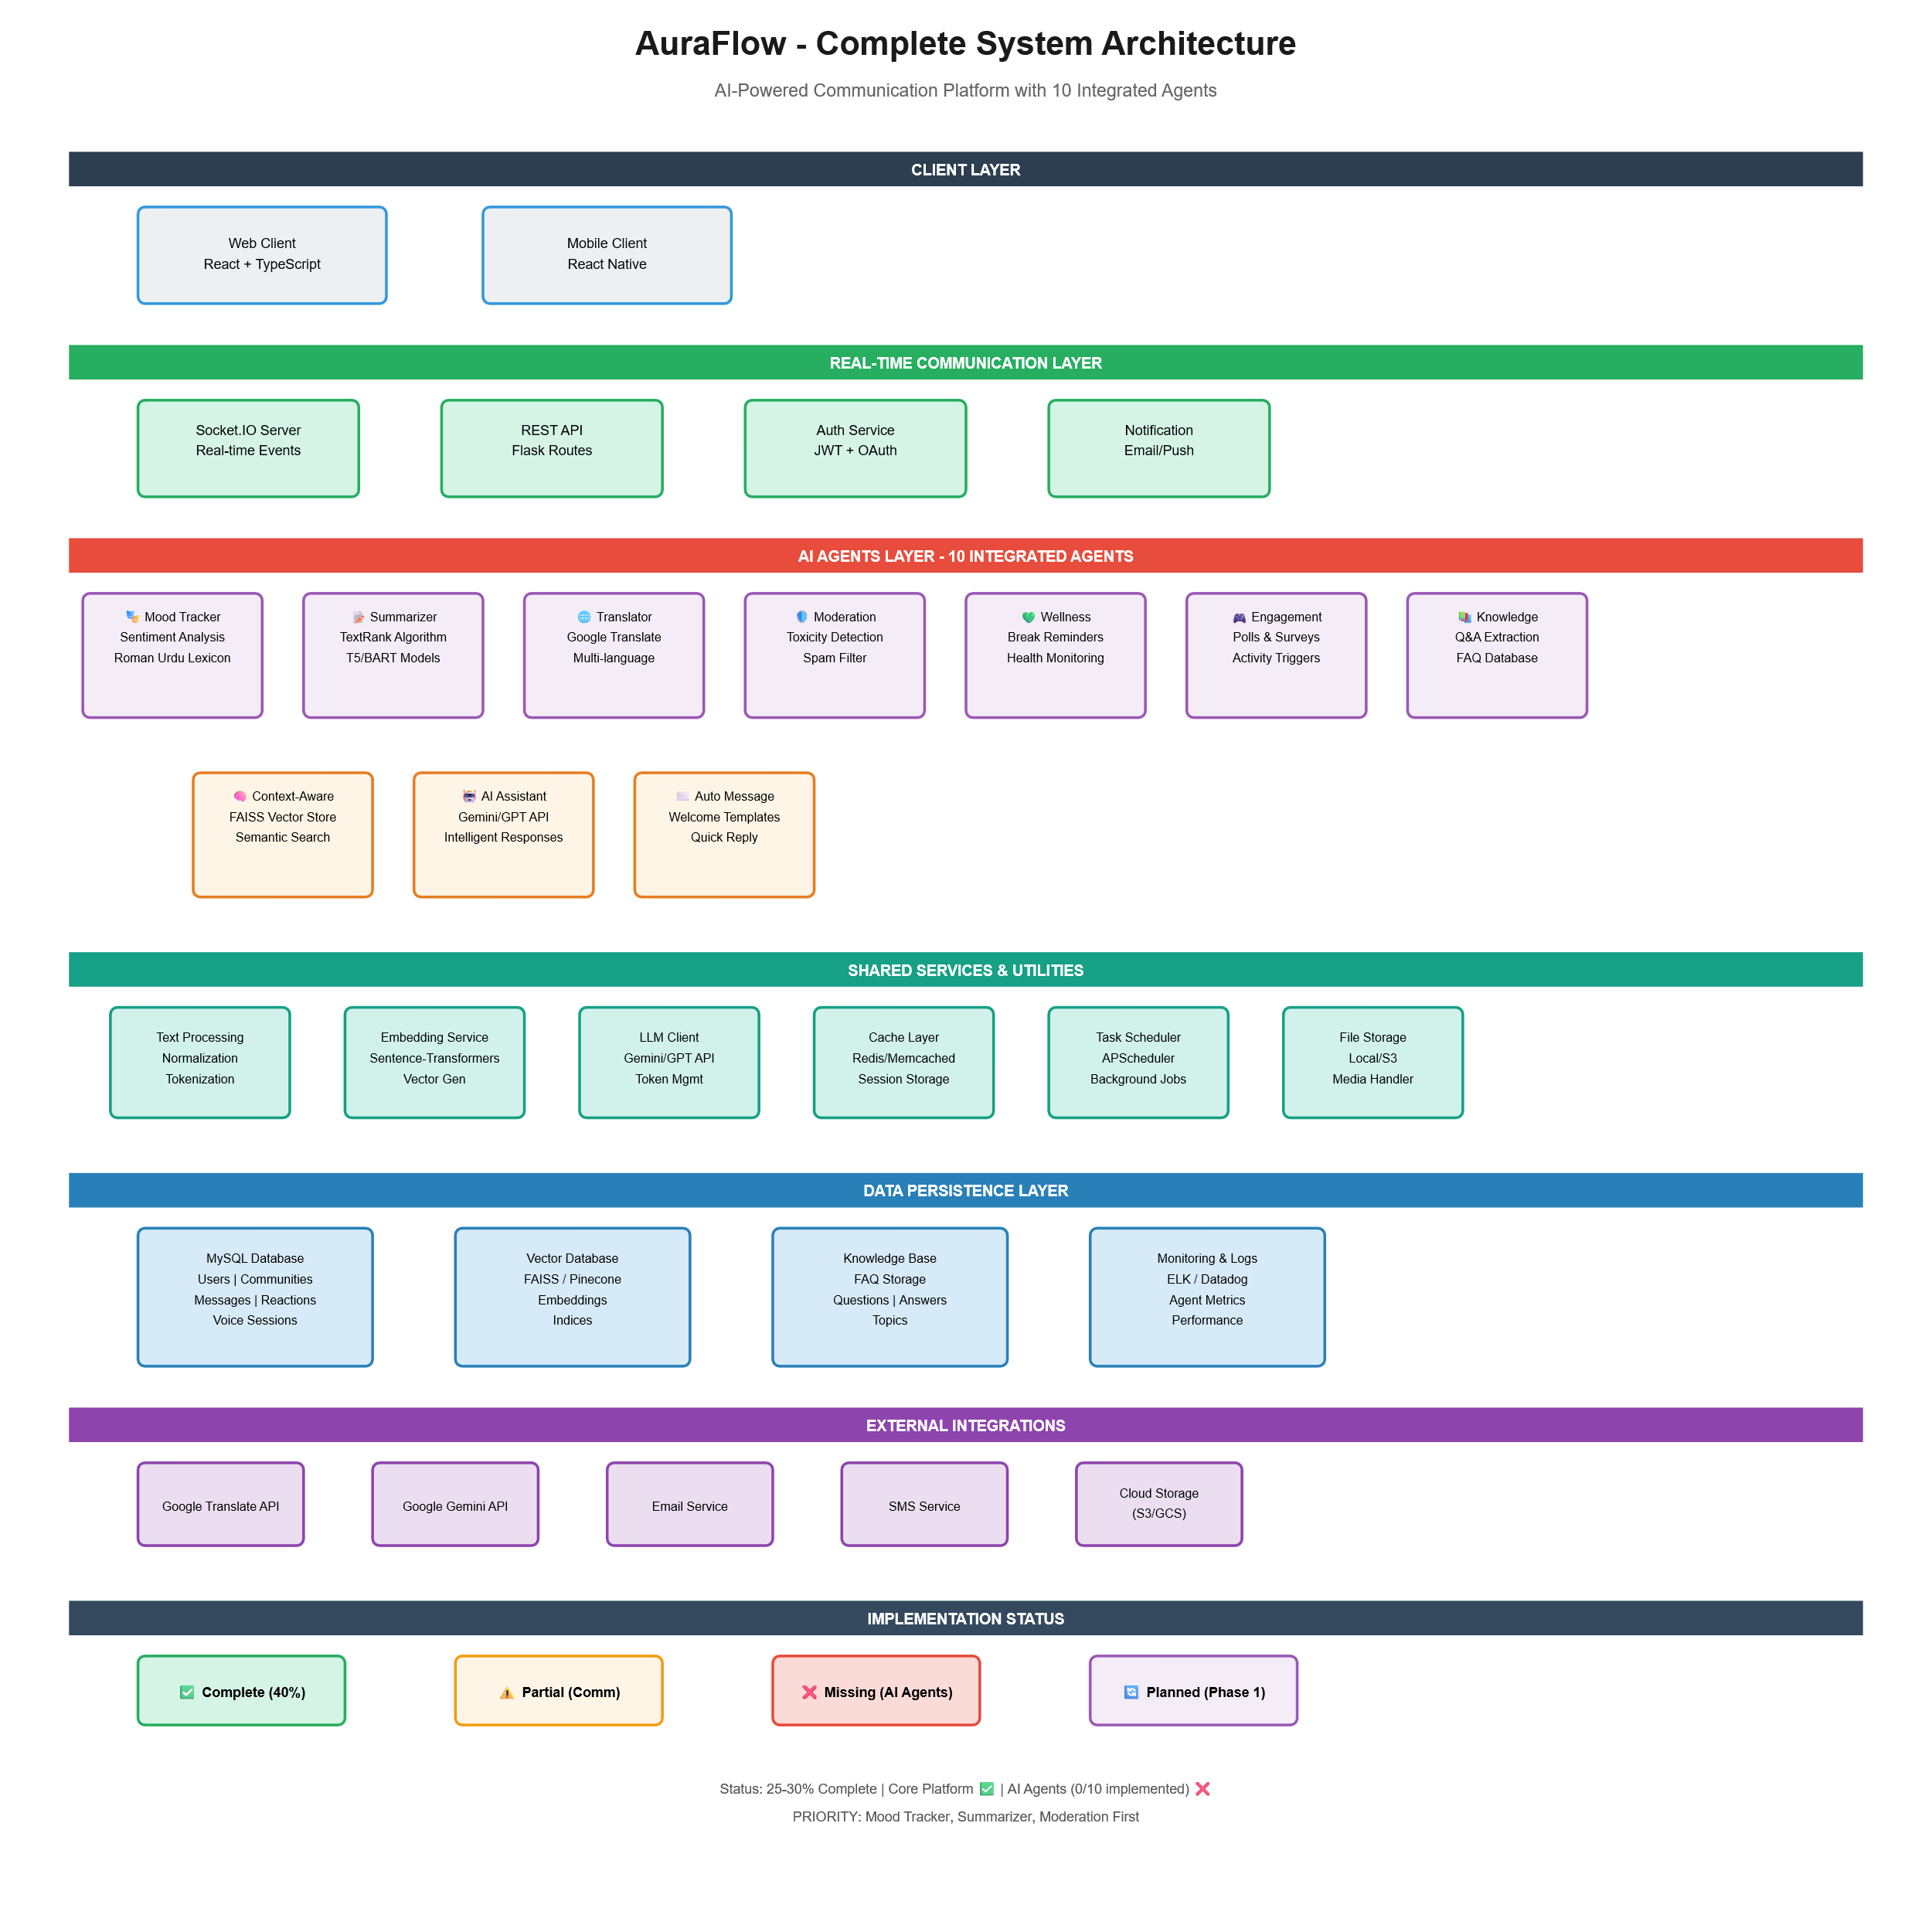 AuraFlow - Complete System Architecture
AI-Powered Communication Platform with 10 Integrated Agents
CLIENT LAYER
Web Client
React + TypeScript
Mobile Client
React Native
REAL-TIME COMMUNICATION LAYER
Socket.IO Server
Real-time Events
REST API
Flask Routes
Auth Service
JWT + OAuth
Notification
Email/Push
AI AGENTS LAYER - 10 INTEGRATED AGENTS
🎭 Mood Tracker
Sentiment Analysis
Roman Urdu Lexicon
📝 Summarizer
TextRank Algorithm
T5/BART Models
🌐 Translator
Google Translate
Multi-language
🛡️ Moderation
Toxicity Detection
Spam Filter
💚 Wellness
Break Reminders
Health Monitoring
🎮 Engagement
Polls & Surveys
Activity Triggers
📚 Knowledge
Q&A Extraction
FAQ Database
🧠 Context-Aware
FAISS Vector Store
Semantic Search
🤖 AI Assistant
Gemini/GPT API
Intelligent Responses
✉️ Auto Message
Welcome Templates
Quick Reply
SHARED SERVICES & UTILITIES
Text Processing
Normalization
Tokenization
Embedding Service
Sentence-Transformers
Vector Gen
LLM Client
Gemini/GPT API
Token Mgmt
Cache Layer
Redis/Memcached
Session Storage
Task Scheduler
APScheduler
Background Jobs
File Storage
Local/S3
Media Handler
DATA PERSISTENCE LAYER
MySQL Database
Users | Communities
Messages | Reactions
Voice Sessions
Vector Database
FAISS / Pinecone
Embeddings
Indices
Knowledge Base
FAQ Storage
Questions | Answers
Topics
Monitoring & Logs
ELK / Datadog
Agent Metrics
Performance
EXTERNAL INTEGRATIONS
Google Translate API
Google Gemini API
Email Service
SMS Service
Cloud Storage
(S3/GCS)
IMPLEMENTATION STATUS
✅ Complete (40%)
⚠️ Partial (Comm)
❌ Missing (AI Agents)
🔄 Planned (Phase 1)
Status: 25-30% Complete | Core Platform ✅ | AI Agents (0/10 implemented) ❌
PRIORITY: Mood Tracker, Summarizer, Moderation First